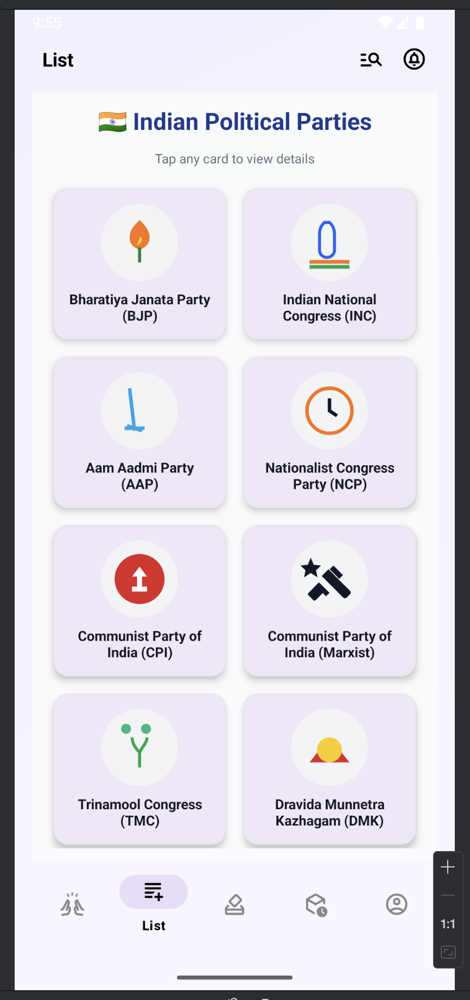 9:55
List
Indian Political Parties
Tap any card to view details
Bharatiya Janata Party
(BJP)
Indian National
Congress (INC)
Aam Aadmi Party
(AAP)
Nationalist Congress
Party (NCP)
Communist Party of
India (CPI)
Communist Party of
India (Marxist)
Trinamool Congress
(TMC)
Dravida Munnetra
Kazhagam (DMK)
List
1:1